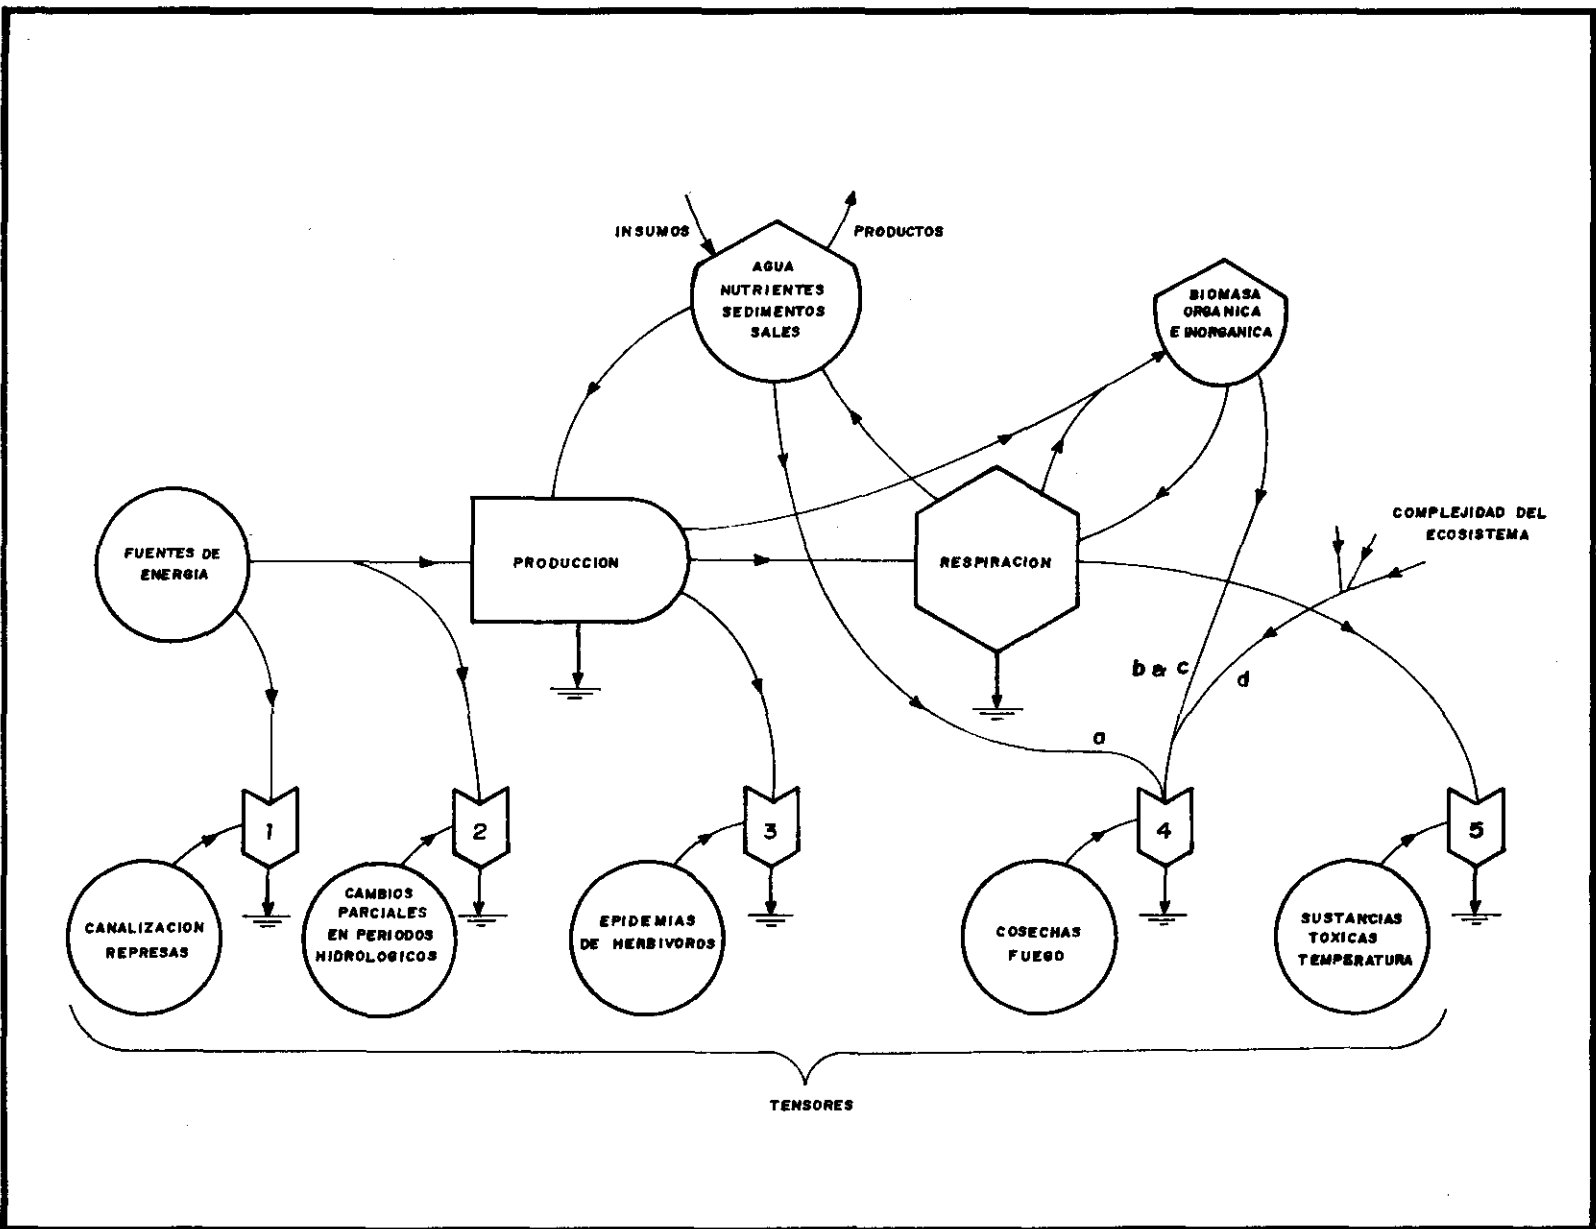 INSUMOS
PRODUCTOS
AGUA
NUTRIENTES
SEDIMENTOS
SALES
BIOMASA
ORGANICA
E INORGANICA
COMPLEJIDAD DEL
ECOSISTEMA
FUENTES DE
ENERGIA
PRODUCCION
RESPIRACION
b & c
d
a
1
2
3
4
5
CANALIZACION
REPRESAS
CAMBIOS
PARCIALES
EN PERIODOS
HIDROLOGICOS
EPIDEMIAS
DE HERBIVOROS
COSECHAS
FUEGO
SUSTANCIAS
TOXICAS
TEMPERATURA
TENSORES